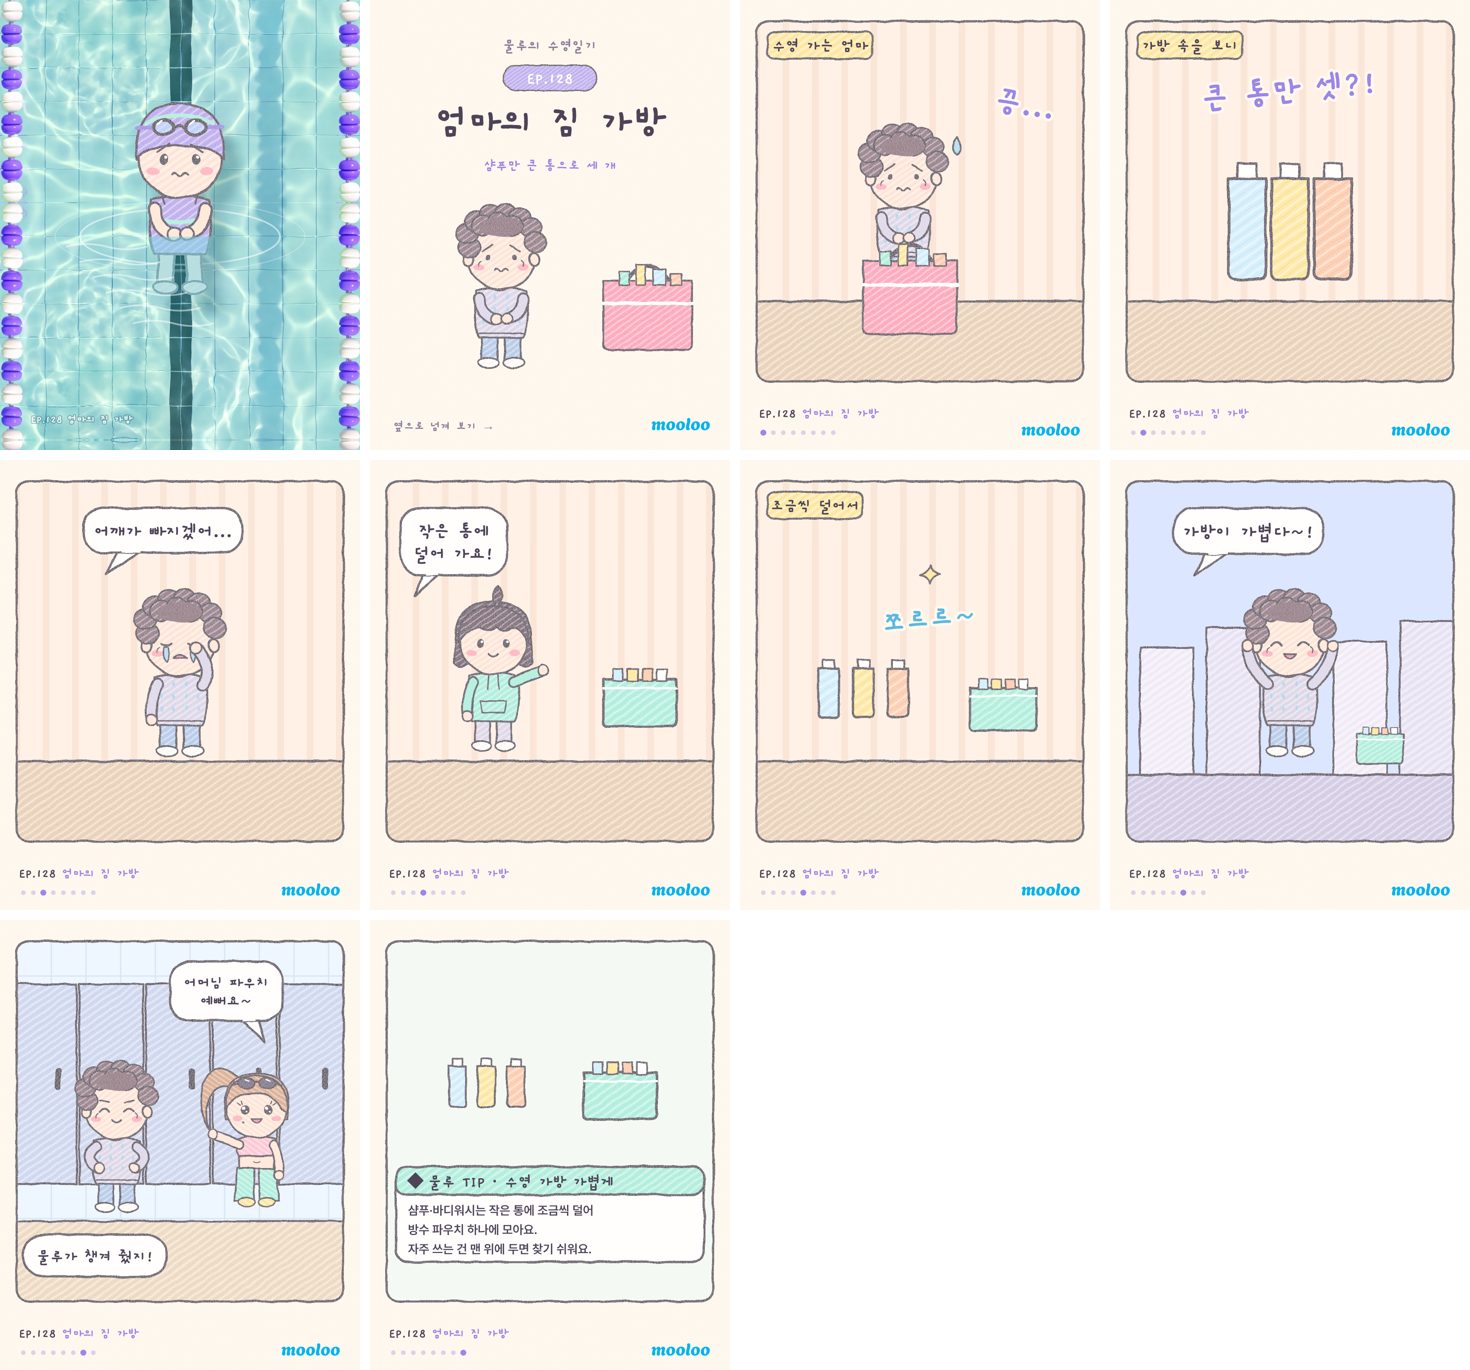 EP.128 엄마의 짐 가방
물루의 수영일기
EP.128
엄마의 짐 가방
샴푸만 큰 통으로 세 개
옆으로 넘겨 보기 →
mooloo
수영 가는 엄마
끙...
EP.128 엄마의 짐 가방
mooloo
가방 속을 보니
큰 통만 셋?!
EP.128 엄마의 짐 가방
mooloo
어깨가 빠지겠어...
EP.128 엄마의 짐 가방
mooloo
작은 통에
덜어 가요!
EP.128 엄마의 짐 가방
mooloo
조금씩 덜어서
쪼르르~
EP.128 엄마의 짐 가방
mooloo
가방이 가볍다~!
EP.128 엄마의 짐 가방
mooloo
어머님 파우치
예뻐요~
물루가 챙겨 줬지!
EP.128 엄마의 짐 가방
mooloo
◆ 물루 TIP · 수영 가방 가볍게
샴푸·바디워시는 작은 통에 조금씩 덜어
방수 파우치 하나에 모아요.
자주 쓰는 건 맨 위에 두면 찾기 쉬워요.
EP.128 엄마의 짐 가방
mooloo